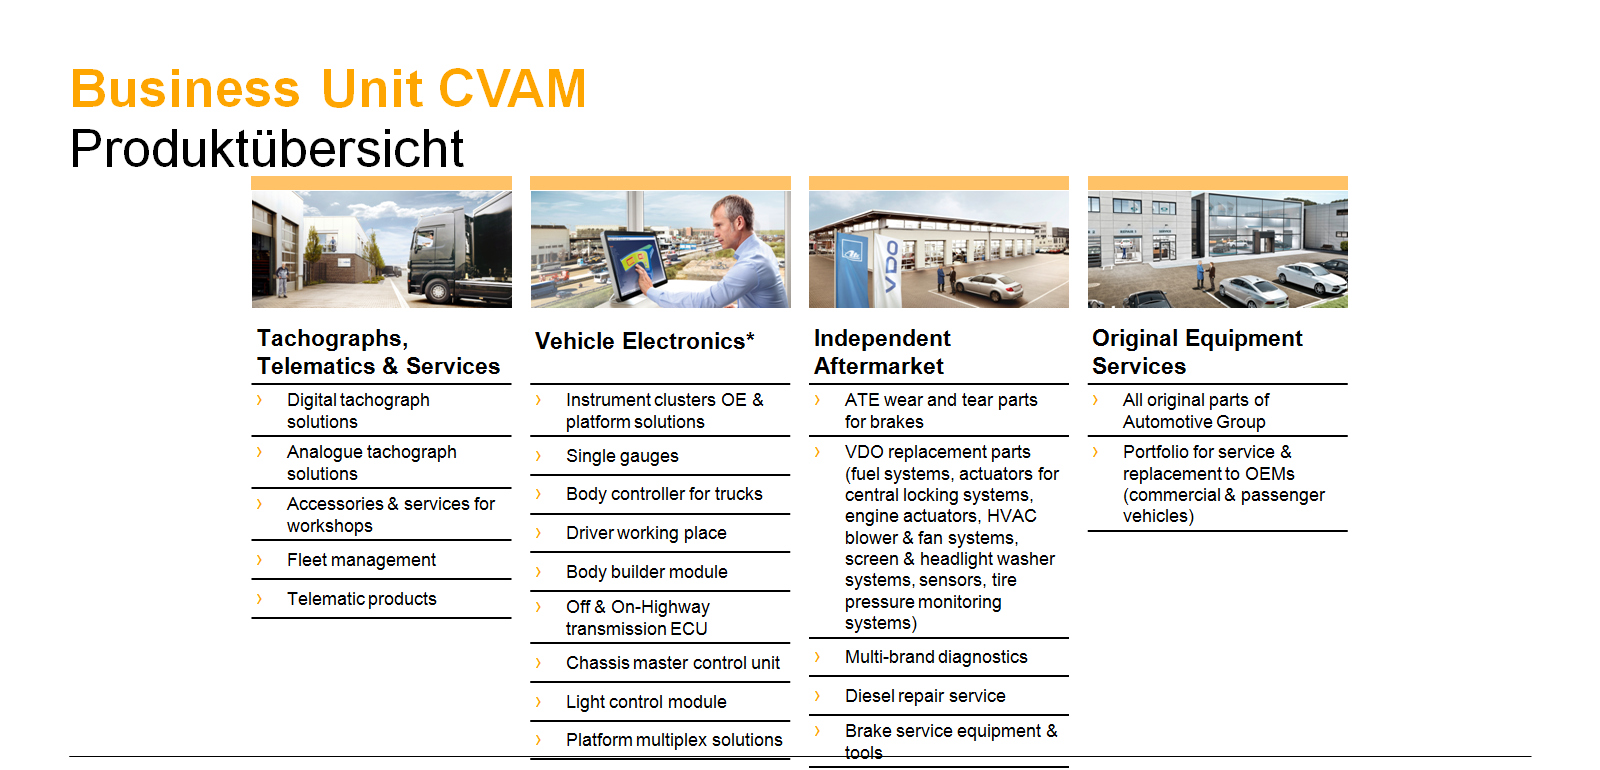 Business Unit CVAM
Produktübersicht
ate
VDO
Tachographs,
Telematics & Services
› Digital tachograph
solutions
› Analogue tachograph
solutions
› Accessories & services for
workshops
› Fleet management
› Telematic products
Vehicle Electronics*
› Instrument clusters OE &
platform solutions
› Single gauges
› Body controller for trucks
› Driver working place
› Body builder module
› Off & On-Highway
transmission ECU
› Chassis master control unit
› Light control module
› Platform multiplex solutions
Independent
Aftermarket
› ATE wear and tear parts
for brakes
› VDO replacement parts
(fuel systems, actuators for
central locking systems,
engine actuators, HVAC
blower & fan systems,
screen & headlight washer
systems, sensors, tire
pressure monitoring
systems)
› Multi-brand diagnostics
› Diesel repair service
› Brake service equipment &
tools
Original Equipment
Services
› All original parts of
Automotive Group
› Portfolio for service &
replacement to OEMs
(commercial & passenger
vehicles)